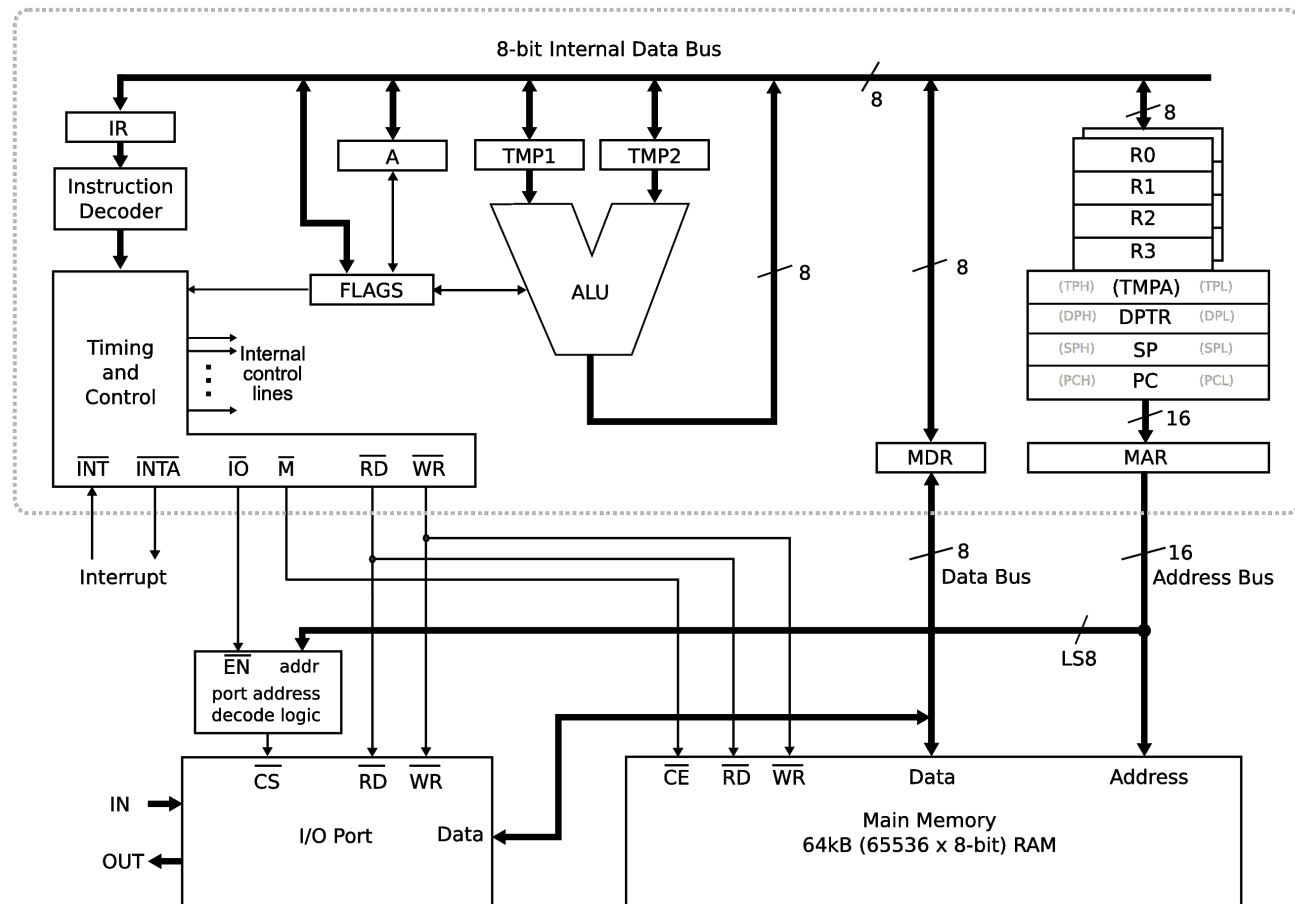 8-bit Internal Data Bus
8
8
IR
A
TMP1
TMP2
R0
R1
R2
R3
Instruction
Decoder
FLAGS
ALU
8
8
(TPH) (TMPA) (TPL)
(DPH) DPTR (DPL)
(SPH) SP (SPL)
(PCH) PC (PCL)
Timing
and
Control
Internal
control
lines
16
MDR
MAR
INT INTA IO M RD WR
Interrupt
8
Data Bus
16
Address Bus
LS8
EN addr
port address
decode logic
CS RD WR
CE RD WR Data Address
IN
OUT
I/O Port
Data
Main Memory
64kB (65536 x 8-bit) RAM